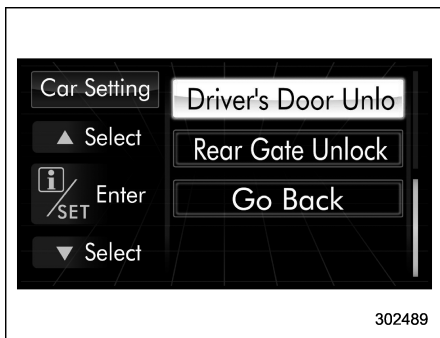 Car Setting
Driver's Door Unlo
▲ Select
Rear Gate Unlock
i/SET Enter
Go Back
▼ Select
302489